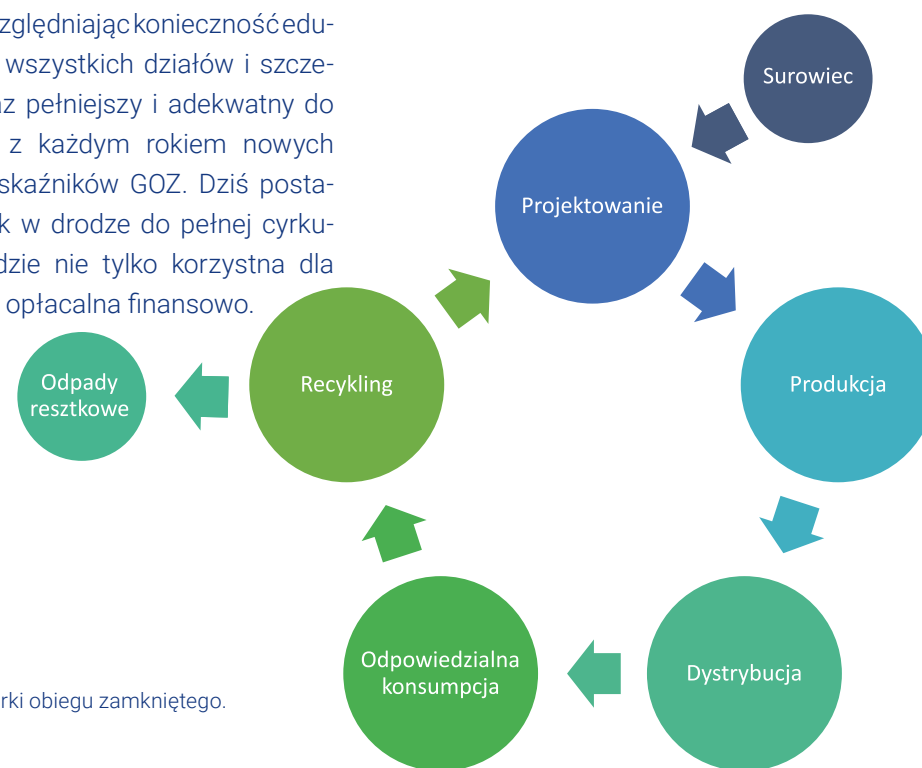 zględniając konieczność edu-
wszystkich działów i szcze-
az pełniejszy i adekwatny do
z każdym rokiem nowych
skaźników GOZ. Dziś posta-
k w drodze do pełnej cyrku-
dzie nie tylko korzystna dla
opłacalna finansowo.
Surowiec
Projektowanie
Produkcja
Dystrybucja
Odpowiedzialna
konsumpcja
Recykling
Odpady
resztkowe
rki obiegu zamkniętego.